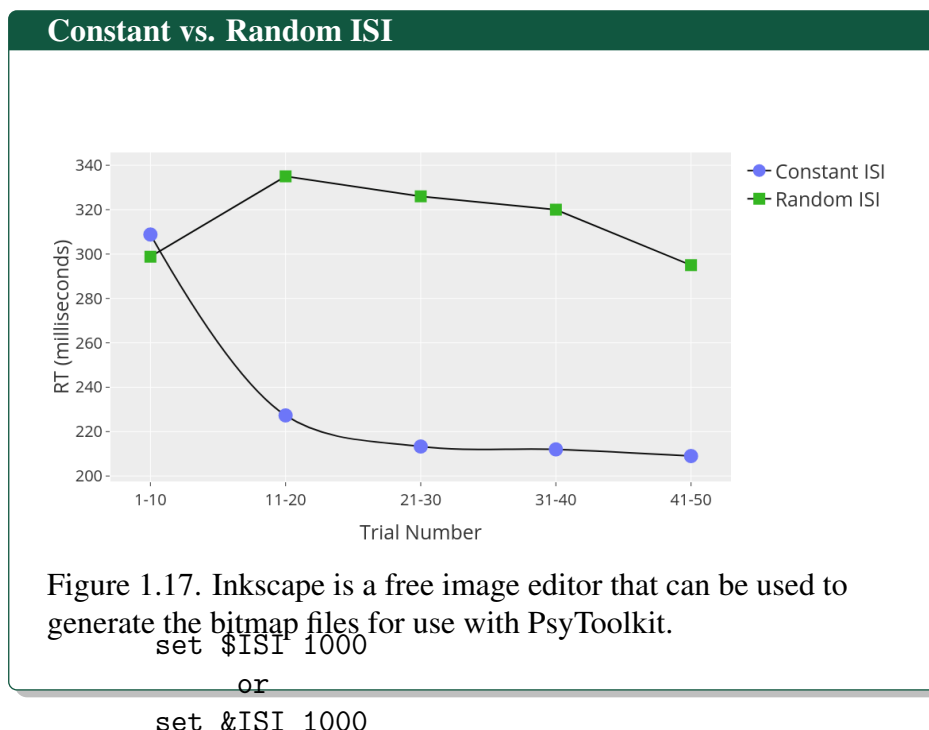 Constant vs. Random ISI
340
320
300
280
260
240
220
200
RT (milliseconds)
1-10 11-20 21-30 31-40 41-50
Trial Number
Constant ISI
Random ISI
Figure 1.17. Inkscape is a free image editor that can be used to
generate the bitmap files for use with PsyToolkit.
set $ISI 1000
or
set &ISI 1000